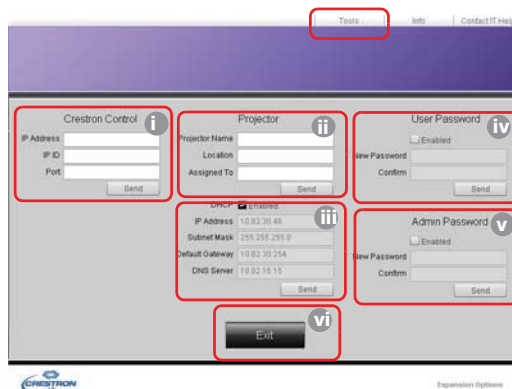 Tools Info Contact IT Help
Crestron Control i
IP Address
IP ID
Port
Send
Projector ii
Projector Name
Location
Assigned To
Send
DHCP Enabled
iii
IP Address 10.82.30.46
Subnet Mask 255.255.255.0
Default Gateway 10.82.30.254
DNS Server 10.82.15.15
Send
User Password iv
Enabled
New Password
Confirm
Send
Admin Password v
Enabled
New Password
Confirm
Send
vi
Exit
CRESTRON
Expansion Options